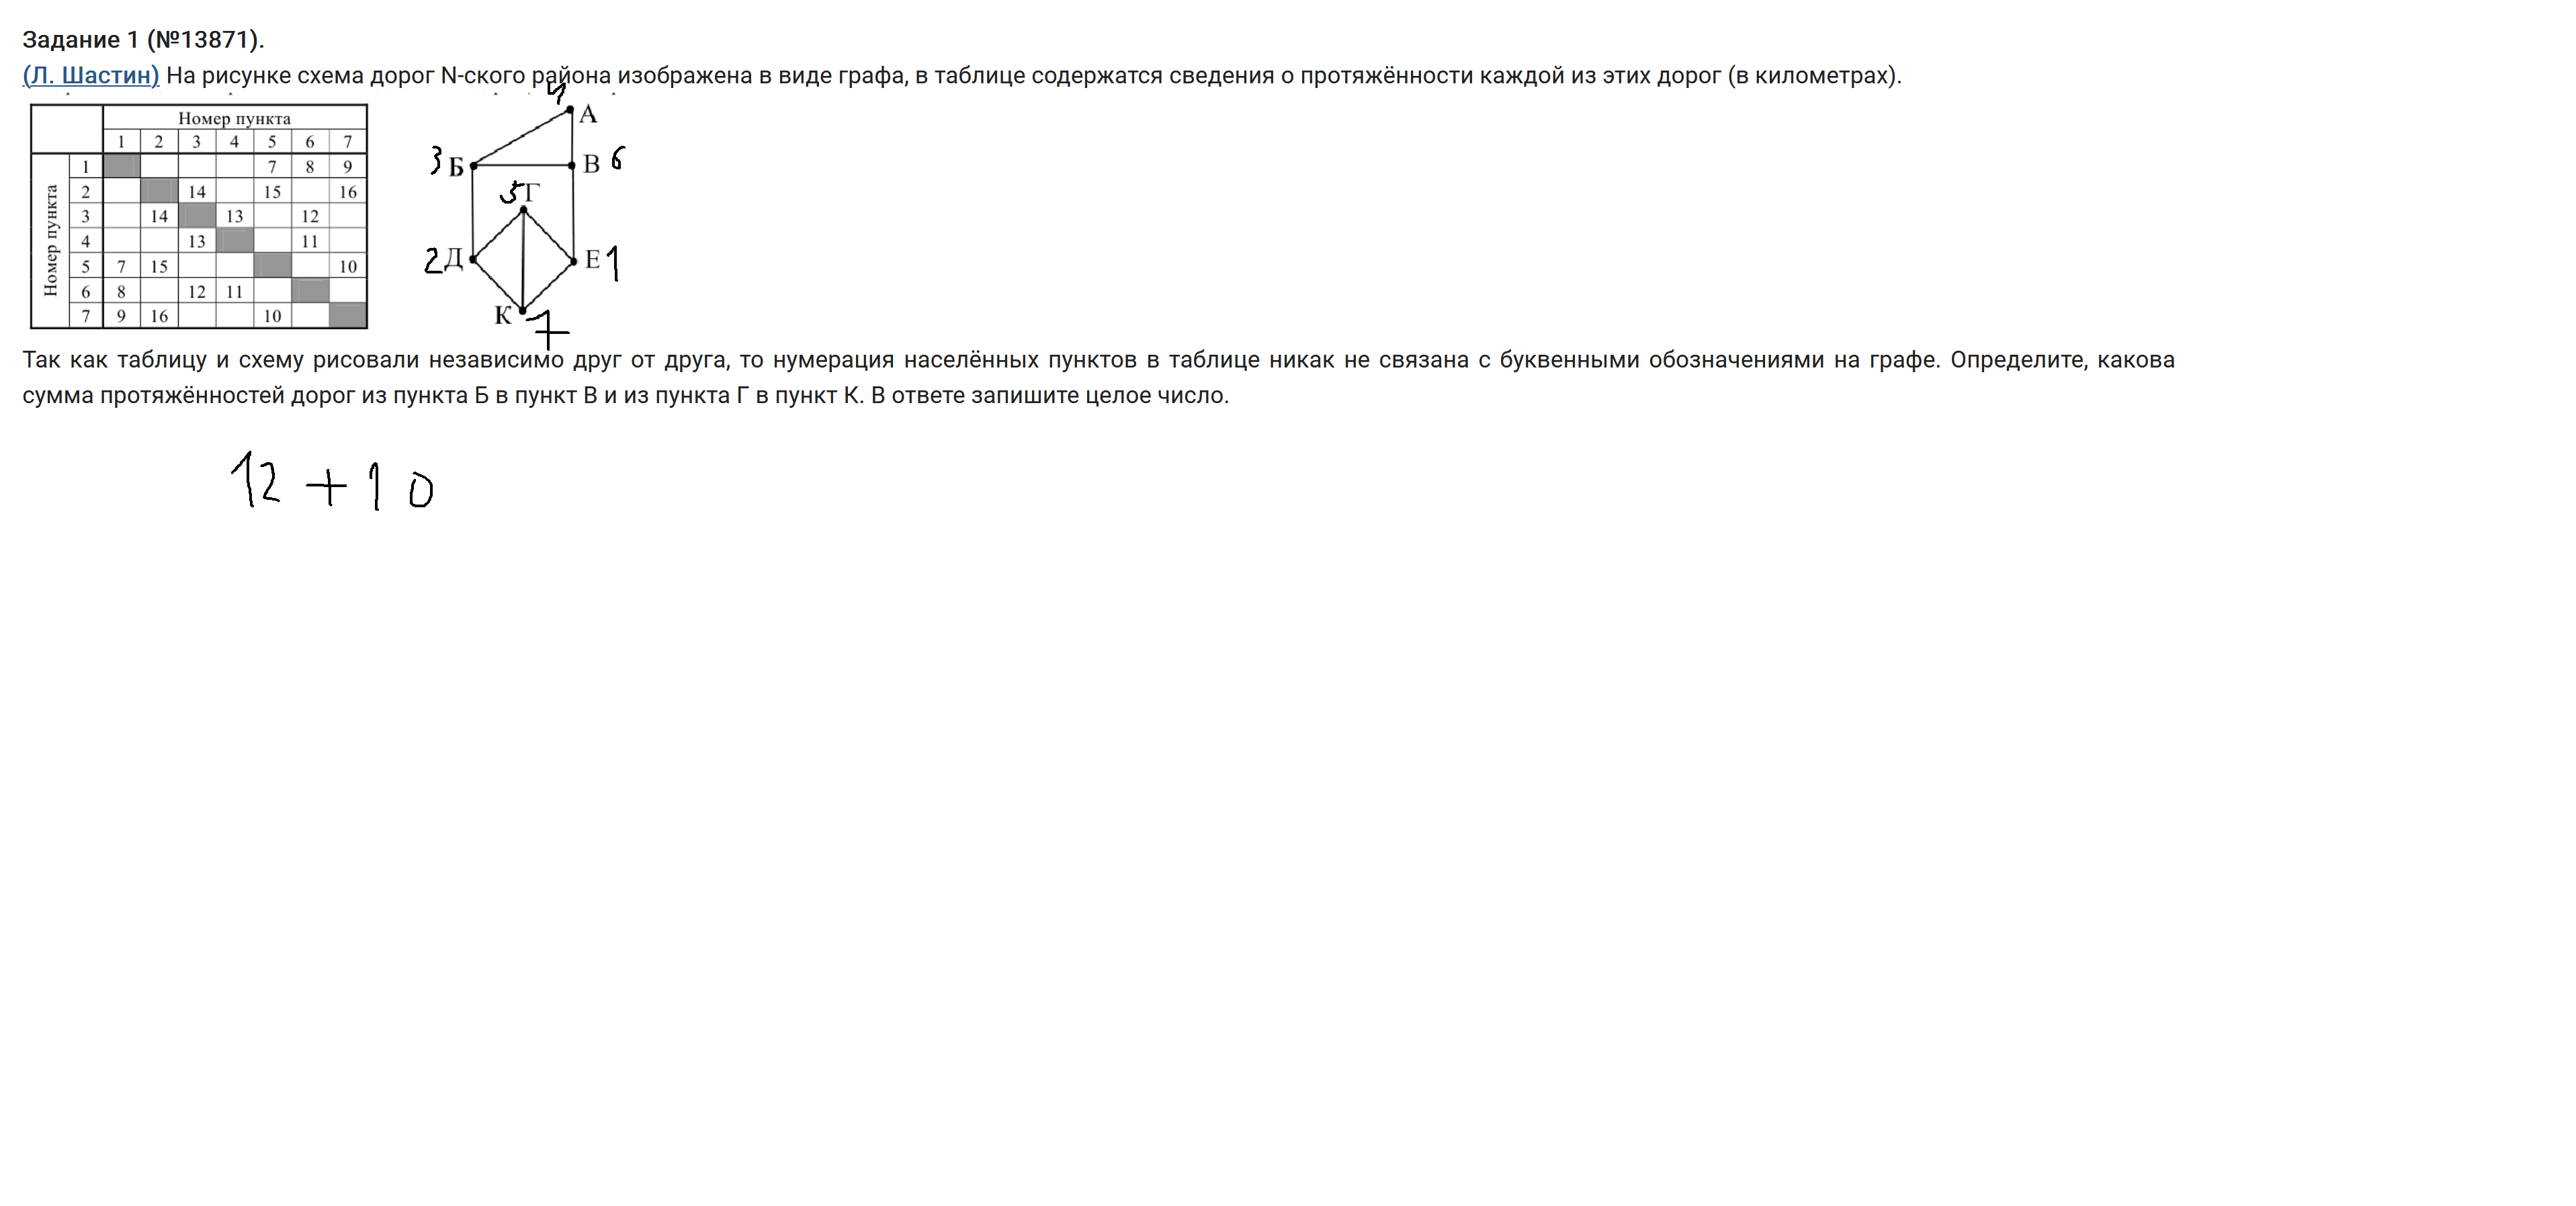 Задание 1 (№13871).
(Л. Шастин) На рисунке схема дорог N-ского района изображена в виде графа, в таблице содержатся сведения о протяжённости каждой из этих дорог (в километрах).
Номер пункта
1 2 3 4 5 6 7
Номер пункта
1 7 8 9
2 14 15 16
3 14 13 12
4 13 11
5 7 15 10
6 8 12 11
7 9 16 10
4
А
3 Б В 6
5 Г
2 Д Е 1
К 7
Так как таблицу и схему рисовали независимо друг от друга, то нумерация населённых пунктов в таблице никак не связана с буквенными обозначениями на графе. Определите, какова
сумма протяжённостей дорог из пункта Б в пункт В и из пункта Г в пункт К. В ответе запишите целое число.
12 + 10